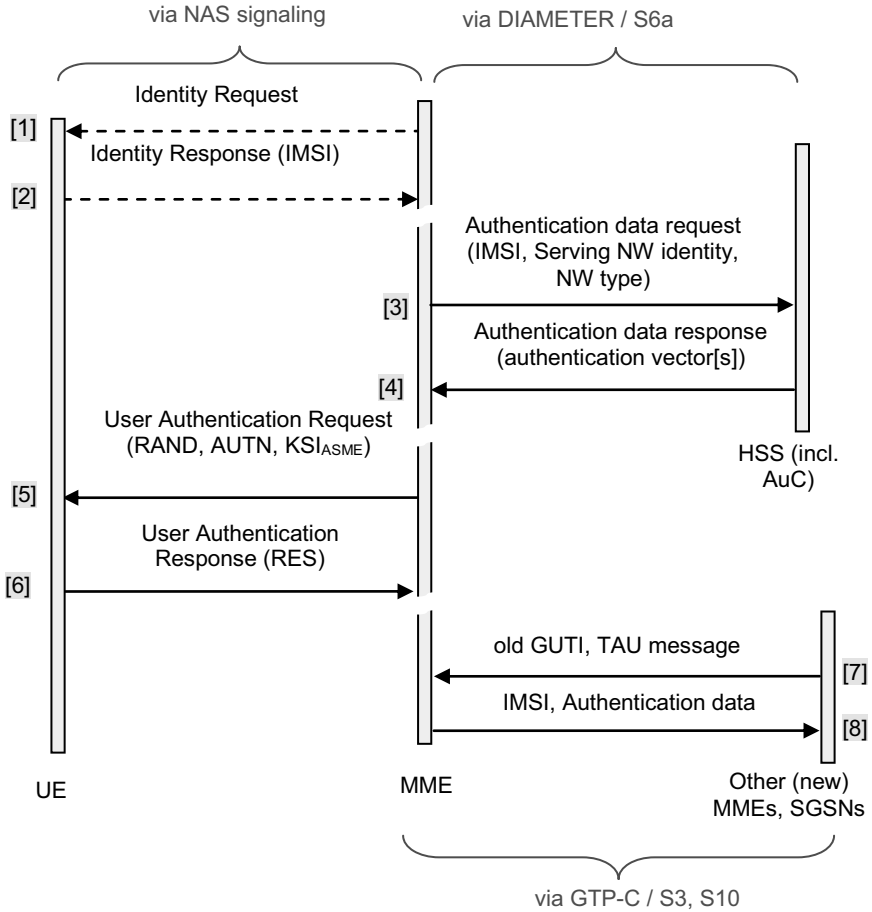 via NAS signaling
via DIAMETER / S6a
Identity Request
[1]
Identity Response (IMSI)
[2]
Authentication data request
(IMSI, Serving NW identity,
NW type)
[3]
Authentication data response
(authentication vector[s])
[4]
User Authentication Request
(RAND, AUTN, KSIASME)
HSS (incl.
AuC)
[5]
User Authentication
Response (RES)
[6]
old GUTI, TAU message
[7]
IMSI, Authentication data
[8]
UE
MME
Other (new)
MMEs, SGSNs
via GTP-C / S3, S10